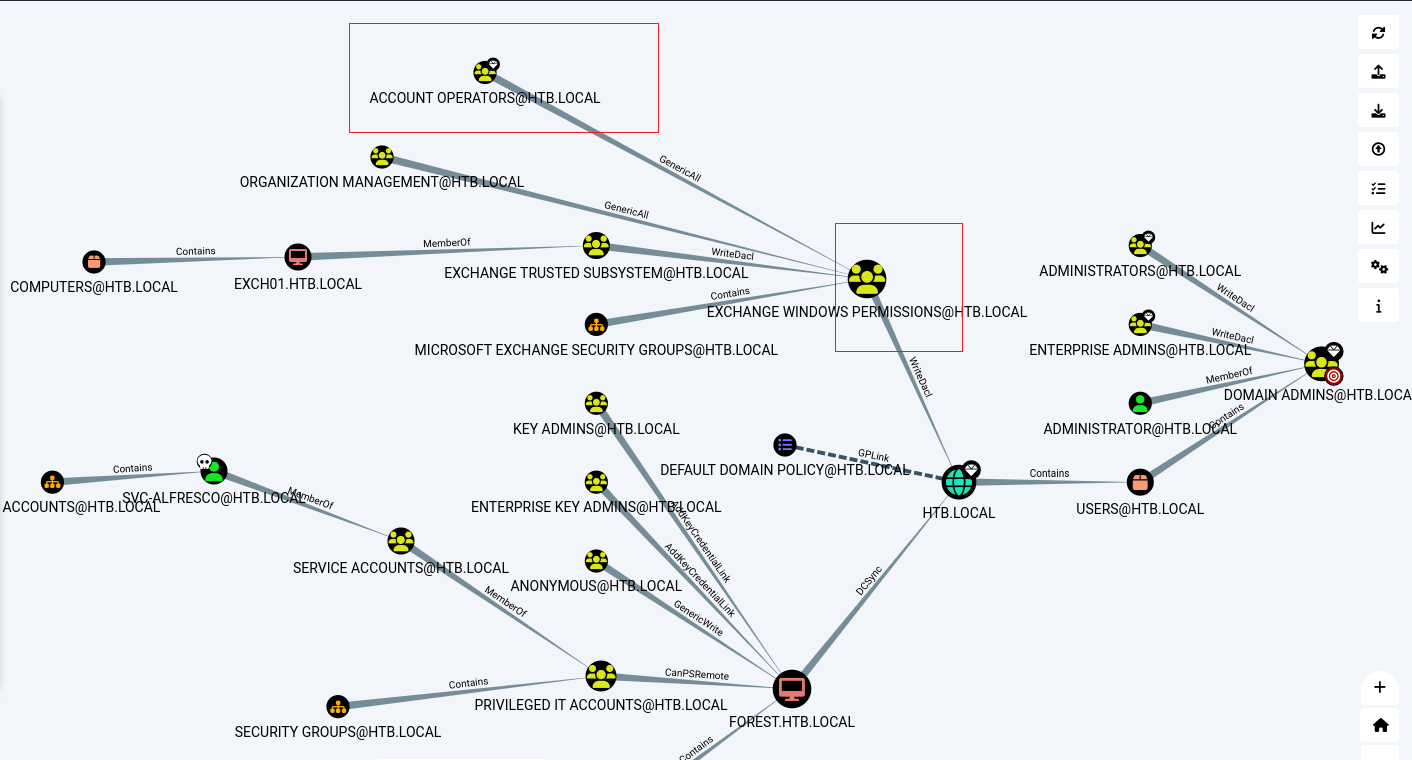 ACCOUNT OPERATORS@HTB.LOCAL
GenericAll
ORGANIZATION MANAGEMENT@HTB.LOCAL
GenericAll
Contains
MemberOf
WriteDacl
COMPUTERS@HTB.LOCAL
EXCH01.HTB.LOCAL
EXCHANGE TRUSTED SUBSYSTEM@HTB.LOCAL
Contains
EXCHANGE WINDOWS PERMISSIONS@HTB.LOCAL
MICROSOFT EXCHANGE SECURITY GROUPS@HTB.LOCAL
WriteDacl
ADMINISTRATORS@HTB.LOCAL
WriteDacl
ENTERPRISE ADMINS@HTB.LOCAL
WriteDacl
MemberOf
DOMAIN ADMINS@HTB.LOCA
ADMINISTRATOR@HTB.LOCAL
Contains
KEY ADMINS@HTB.LOCAL
DEFAULT DOMAIN POLICY@HTB.LOCAL
GPLink
HTB.LOCAL
Contains
USERS@HTB.LOCAL
Contains
ACCOUNTS@HTB.LOCAL
SVC-ALFRESCO@HTB.LOCAL
MemberOf
ENTERPRISE KEY ADMINS@HTB.LOCAL
AddKeyCredentialLink
SERVICE ACCOUNTS@HTB.LOCAL
AddKeyCredentialLink
ANONYMOUS@HTB.LOCAL
GenericWrite
MemberOf
DCSync
Contains
CanPSRemote
SECURITY GROUPS@HTB.LOCAL
PRIVILEGED IT ACCOUNTS@HTB.LOCAL
FOREST.HTB.LOCAL
Contains